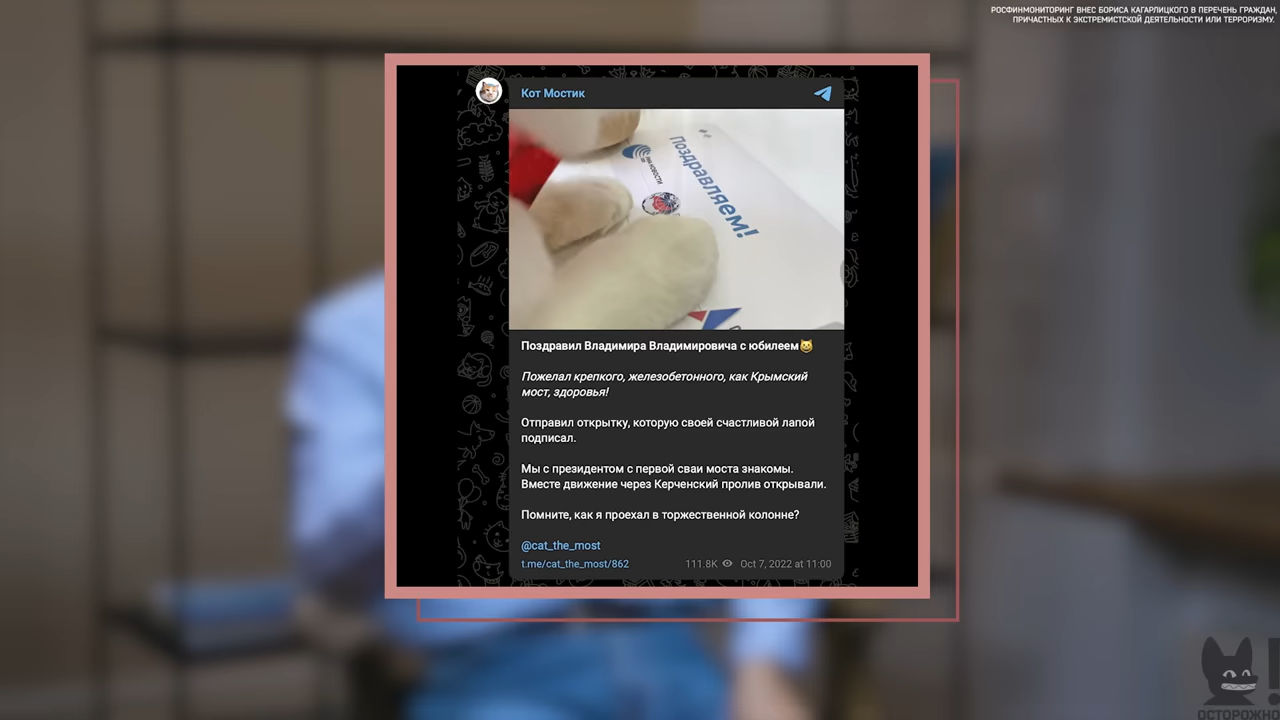 РОСФИНМОНИТОРИНГ ВНЕС БОРИСА КАГАРЛИЦКОГО В ПЕРЕЧЕНЬ ГРАЖДАН,
ПРИЧАСТНЫХ К ЭКСТРЕМИСТСКОЙ ДЕЯТЕЛЬНОСТИ ИЛИ ТЕРРОРИЗМУ.
Кот Мостик
НОВОСТИ
Поздравляем!
Поздравил Владимира Владимировича с юбилеем😺
Пожелал крепкого, железобетонного, как Крымский
мост, здоровья!
Отправил открытку, которую своей счастливой лапой
подписал.
Мы с президентом с первой сваи моста знакомы.
Вместе движение через Керченский пролив открывали.
Помните, как я проехал в торжественной колонне?
@cat_the_most
t.me/cat_the_most/862
111.8K Oct 7, 2022 at 11:00
ОСТОРОЖНО